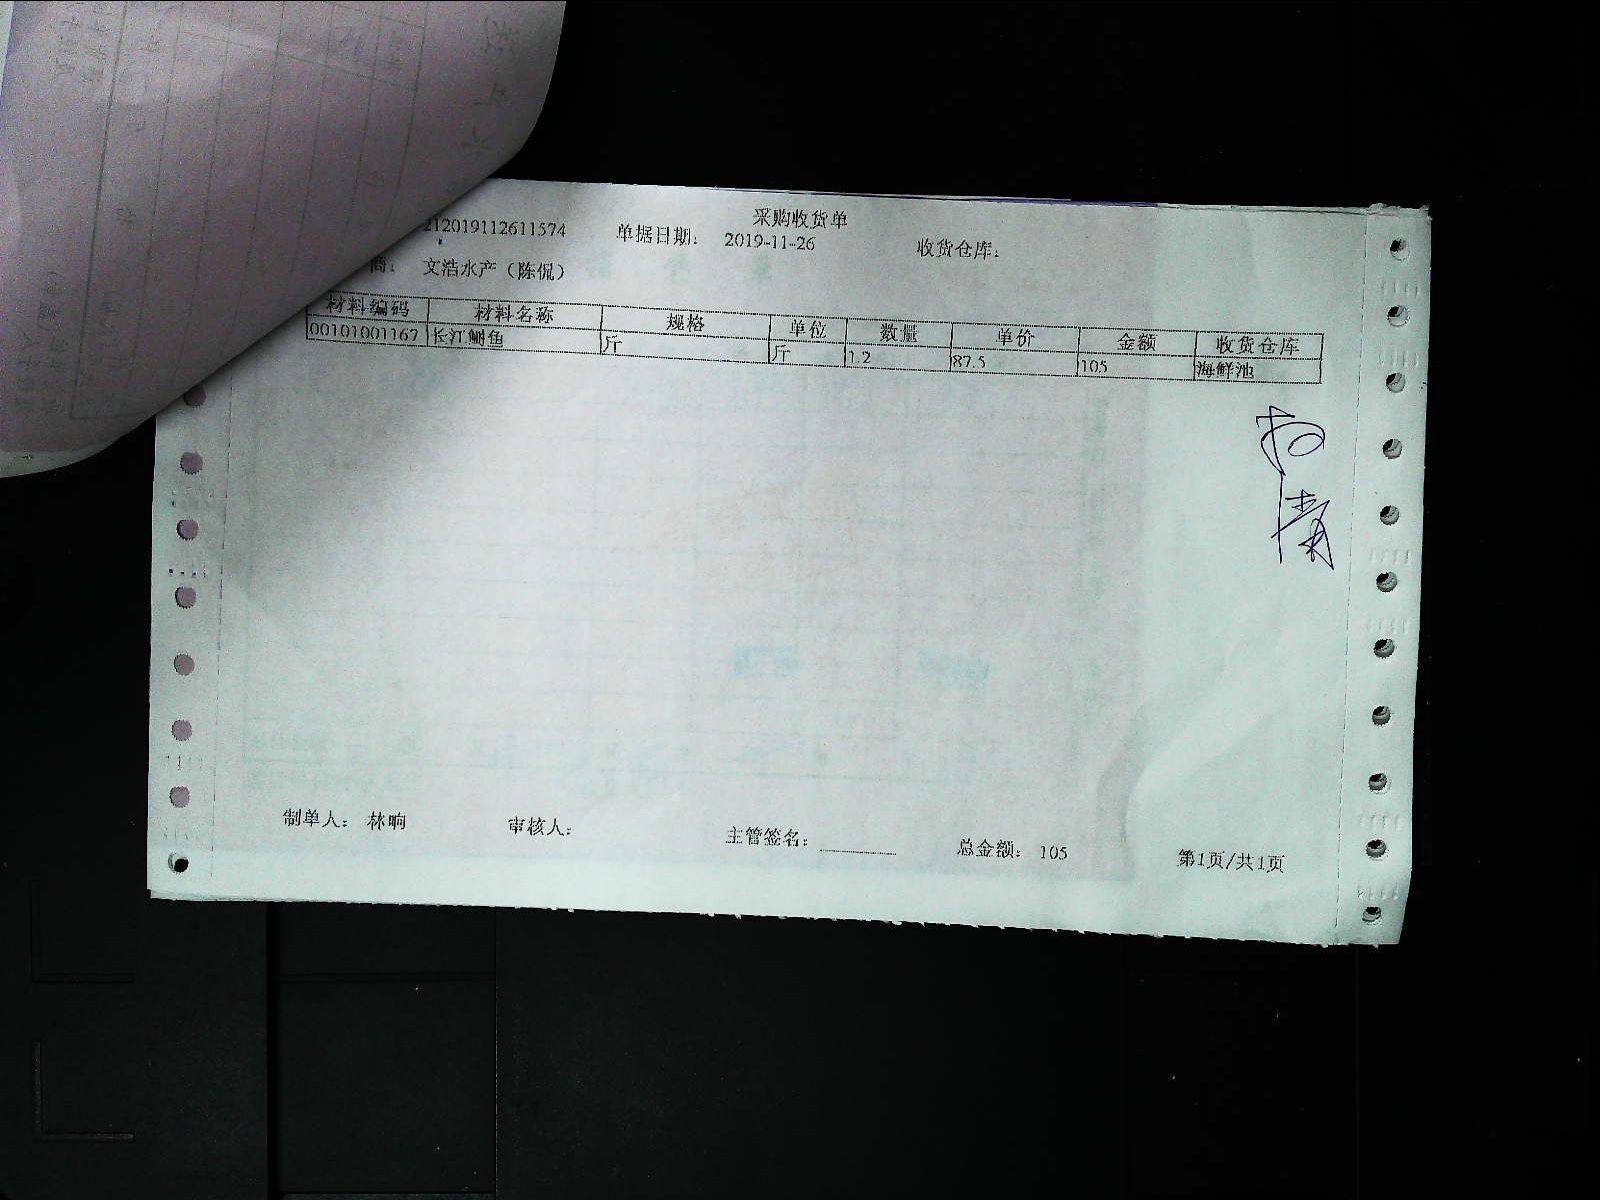 采购收货单
212019112611574 单据日期: 2019-11-26 收货仓库:
商: 文浩水产（陈侃）
材料编码 材料名称 规格 单位 数量 单价 金额 收货仓库
00101001167 长江鮰鱼 斤 斤 1.2 87.5 105 海鲜池
制单人: 林晌 审核人: 主管签名: 总金额: 105 第1页/共1页